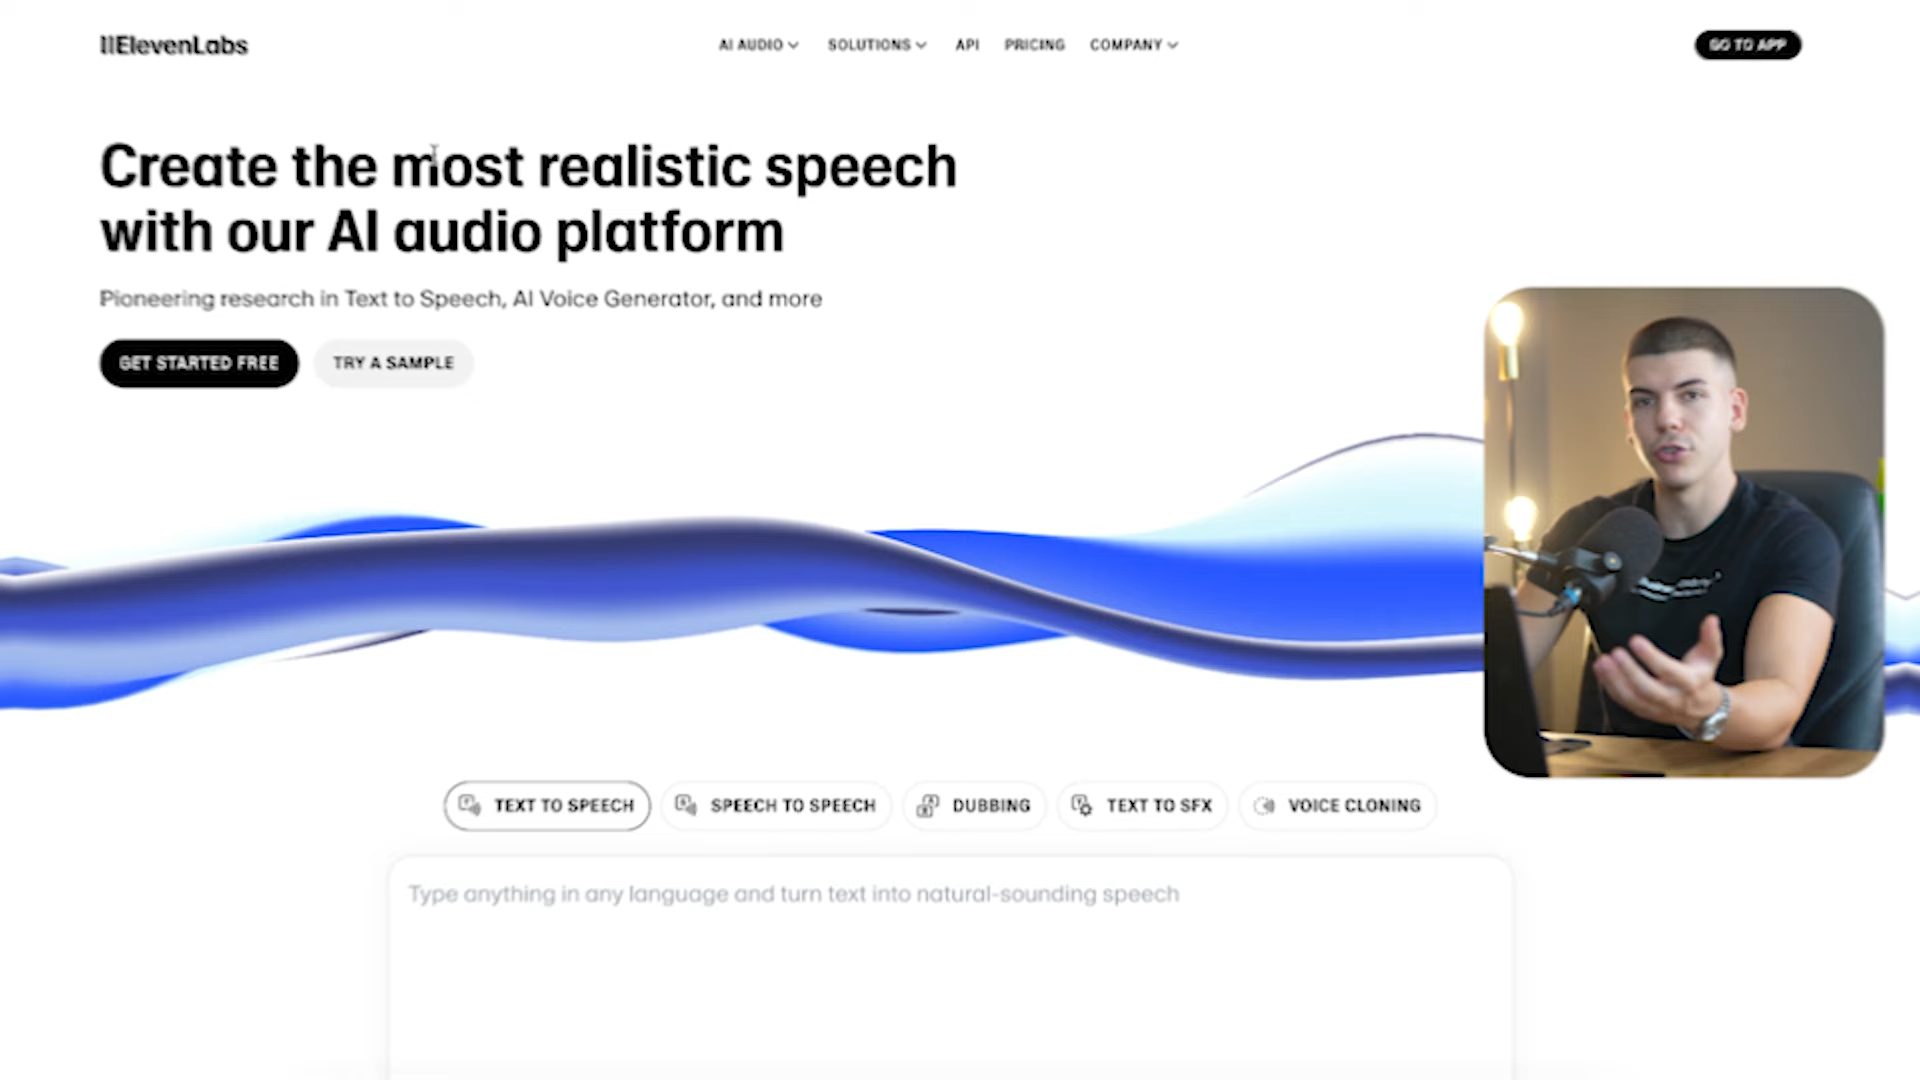 IIElevenLabs
AI AUDIO
SOLUTIONS
API
PRICING
COMPANY
GO TO APP
Create the most realistic speech
with our AI audio platform
Pioneering research in Text to Speech, AI Voice Generator, and more
GET STARTED FREE
TRY A SAMPLE
TEXT TO SPEECH
SPEECH TO SPEECH
DUBBING
TEXT TO SFX
VOICE CLONING
Type anything in any language and turn text into natural-sounding speech